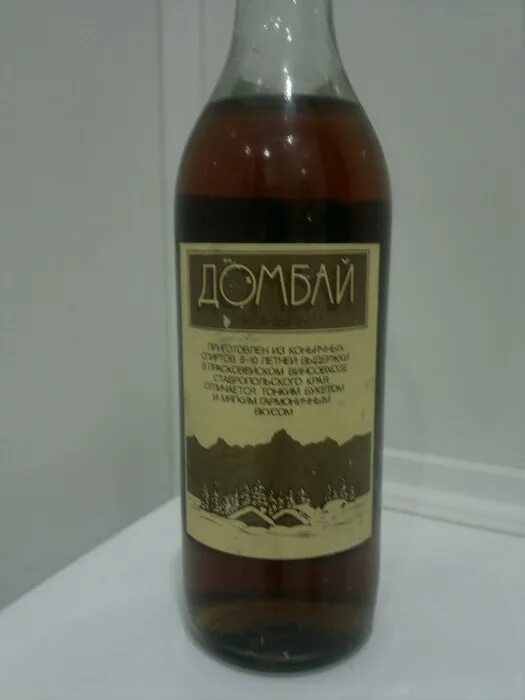 ДОМБАЙ
ПРИГОТОВЛЕН ИЗ КОНЬЯЧНЫХ
СПИРТОВ 8-10 ЛЕТНЕЙ ВЫДЕРЖКИ
В ПРАСКОВЕЙСКОМ ВИНСОВХОЗЕ
СТАВРОПОЛЬСКОГО КРАЯ.
ОТЛИЧАЕТСЯ ТОНКИМ БУКЕТОМ
И МЯГКИМ ГАРМОНИЧНЫМ
ВКУСОМ